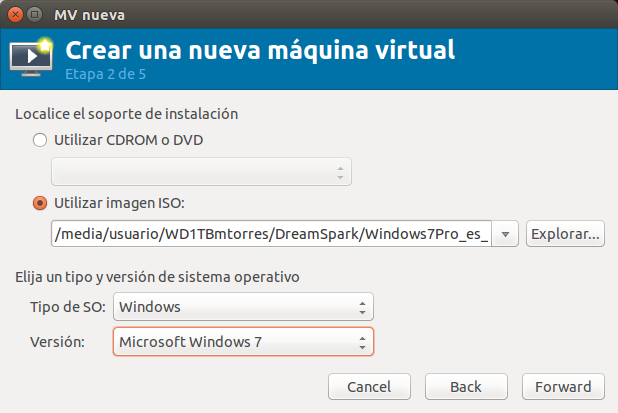 MV nueva
Crear una nueva máquina virtual
Etapa 2 de 5
Localice el soporte de instalación
Utilizar CDROM o DVD
Utilizar imagen ISO:
/media/usuario/WD1TBmtorres/DreamSpark/Windows7Pro_es_
Explorar...
Elija un tipo y versión de sistema operativo
Tipo de SO: Windows
Versión: Microsoft Windows 7
Cancel Back Forward